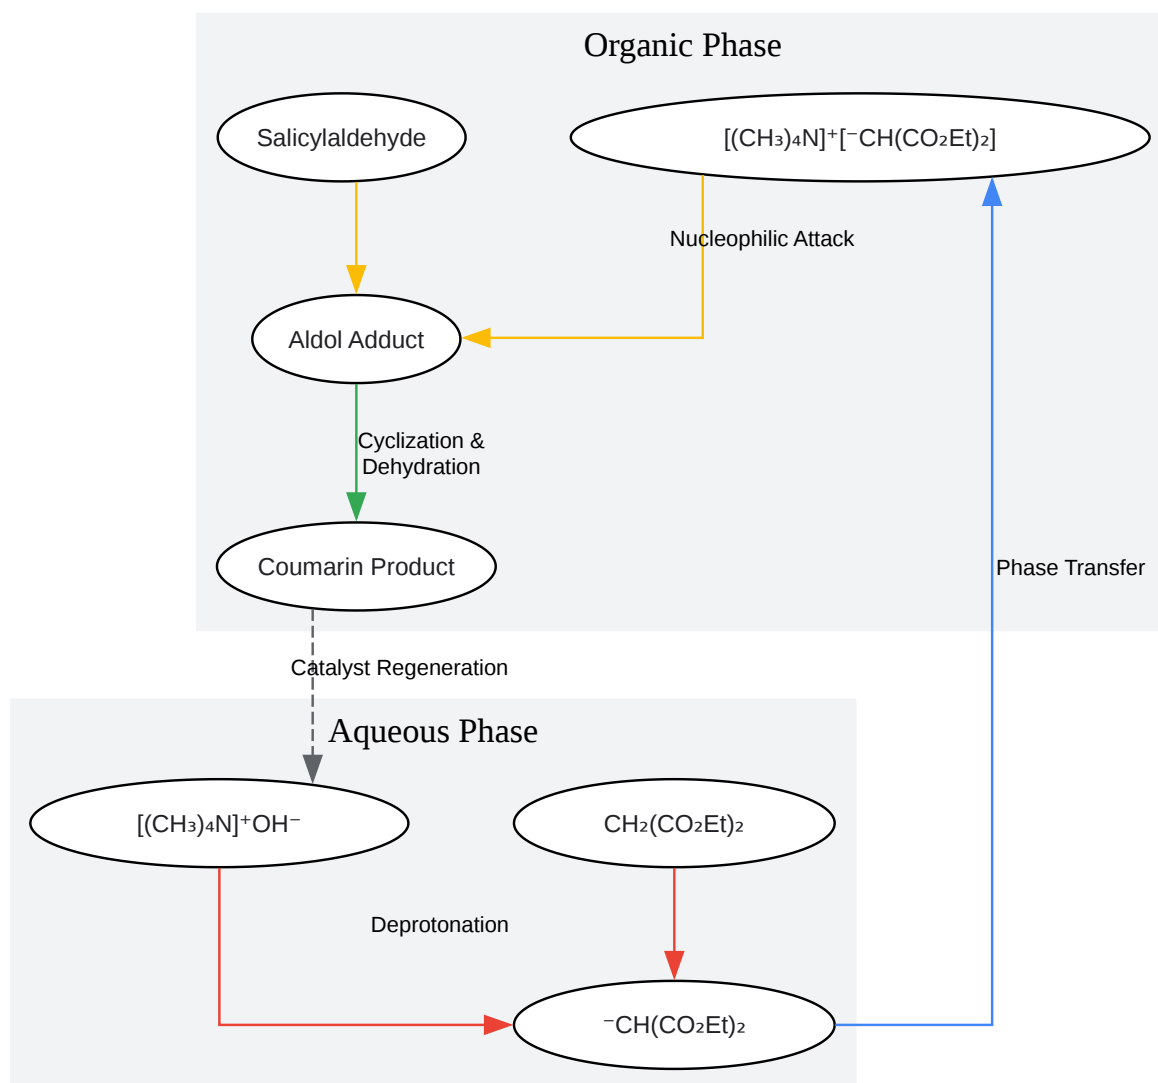 Organic Phase
Salicylaldehyde
[(CH₃)₄N]⁺[⁻CH(CO₂Et)₂]
Nucleophilic Attack
Aldol Adduct
Cyclization &
Dehydration
Coumarin Product
Phase Transfer
Catalyst Regeneration
Aqueous Phase
[(CH₃)₄N]⁺OH⁻
CH₂(CO₂Et)₂
Deprotonation
⁻CH(CO₂Et)₂